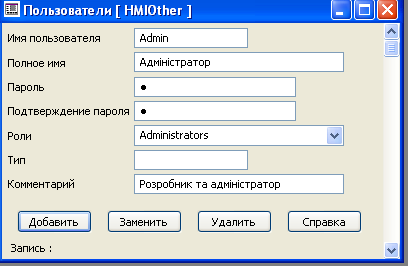 Пользователи [ HMIOther ]
Имя пользователя Admin
Полное имя Адміністратор
Пароль ●
Подтверждение пароля ●
Роли Administrators
Тип
Комментарий Розробник та адміністратор
Добавить Заменить Удалить Справка
Запись :